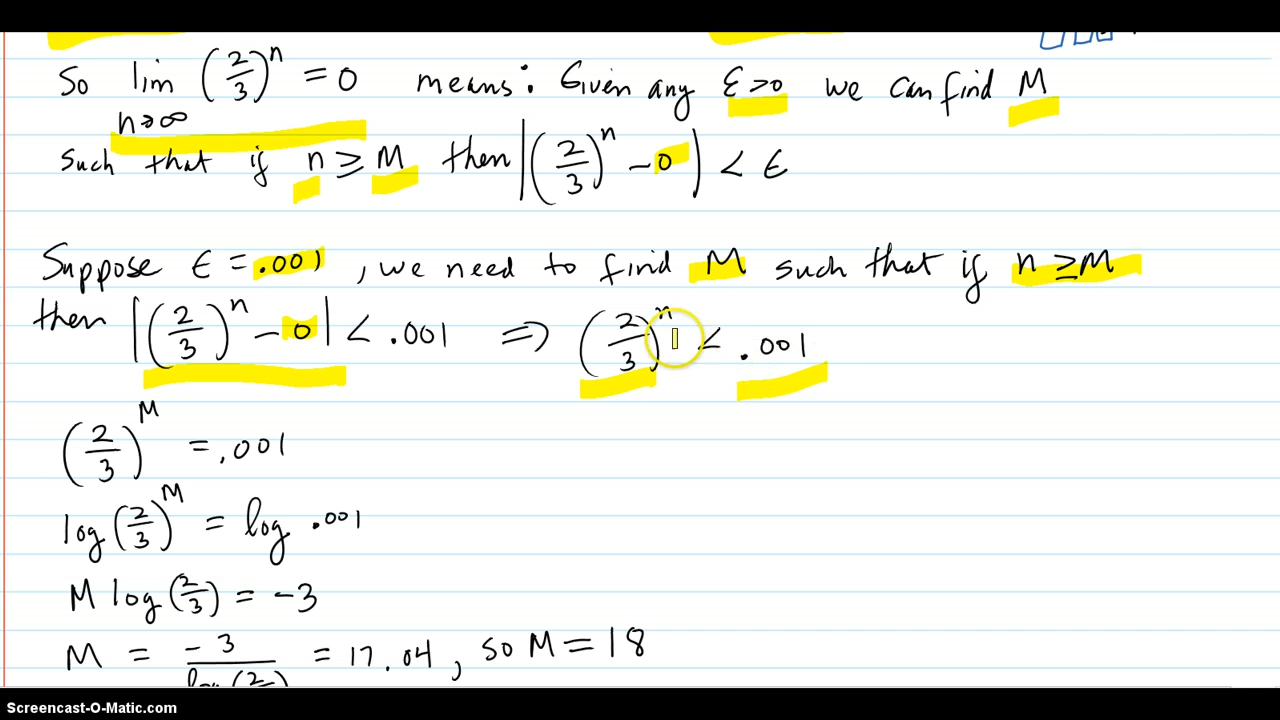 So lim (2/3)^n = 0 means: Given any ε>0 we can find M
n→∞
such that if n ≥ M then |(2/3)^n − 0| < ε
Suppose ε = .001, we need to find M such that if n ≥ M
then |(2/3)^n − 0| < .001 ⇒ (2/3)^n < .001
(2/3)^M = .001
log(2/3)^M = log .001
M log(2/3) = −3
M = −3/log(2/ = 17.04, so M = 18
Screencast-O-Matic.com